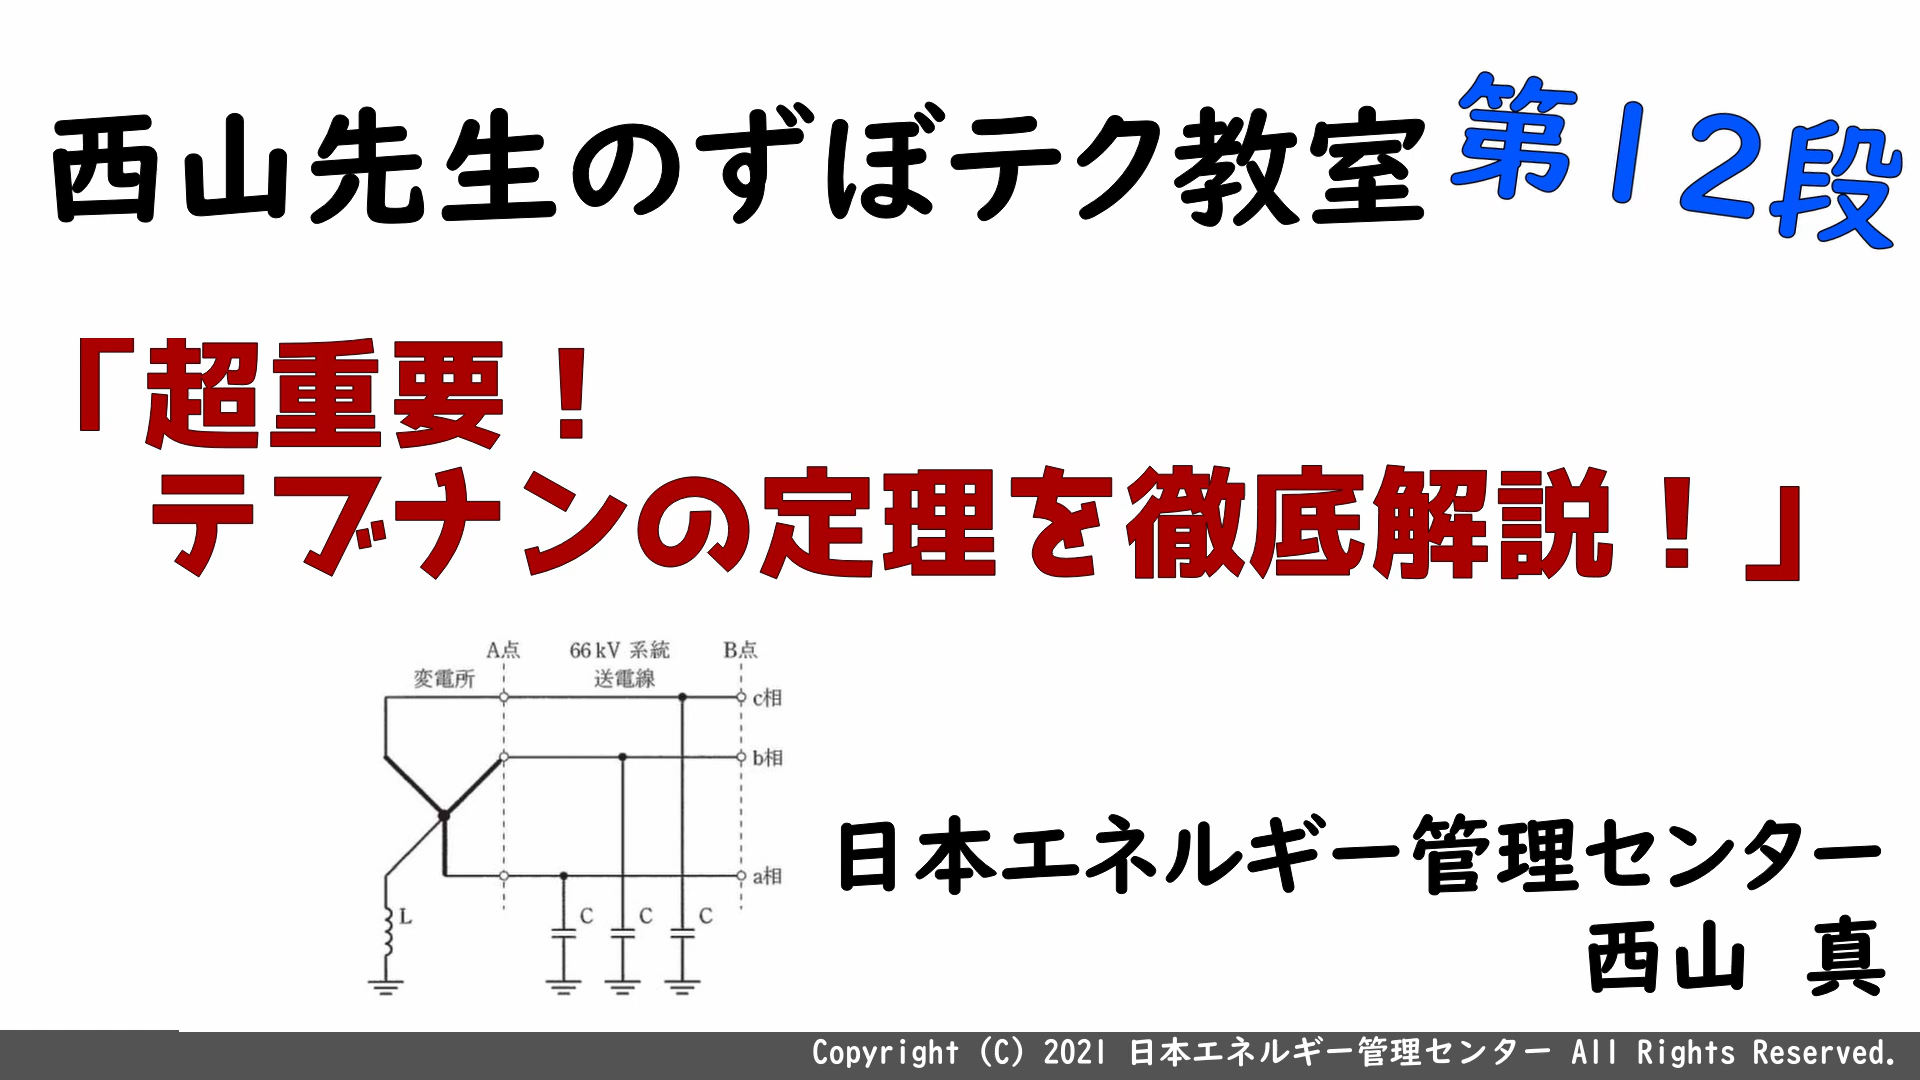 西山先生のずぼテク教室 第12段
「超重要！
テブナンの定理を徹底解説！」
A点 66kV 系統 B点
変電所 送電線
c相
b相
a相
L C C C
日本エネルギー管理センター
西山 真
Copyright (C) 2021 日本エネルギー管理センター All Rights Reserved.